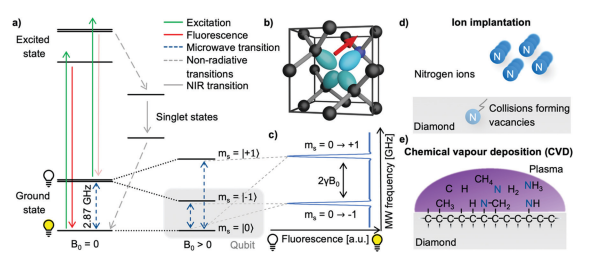 a)
Excited
state
Excitation
Fluorescence
Microwave transition
Non-radiative
transitions
NIR transition
Singlet states
Ground
state
2.87 GHz
B₀ = 0
B₀ > 0
mₛ = |+1⟩
mₛ = |-1⟩
mₛ = |0⟩
Qubit
b)
c)
mₛ = 0 → +1
2γB₀
mₛ = 0 → -1
MW frequency [GHz]
Fluorescence [a.u.]
d)
Ion implantation
Nitrogen ions
N
N
N
N
N
Collisions forming
vacancies
Diamond
e)
Chemical vapour deposition (CVD)
Plasma
CH₄
C H N H₂ NH₃
CH₃ H N-CH₂ NH
-C-C-C-C-C-C-C-C-C-C-C-
Diamond